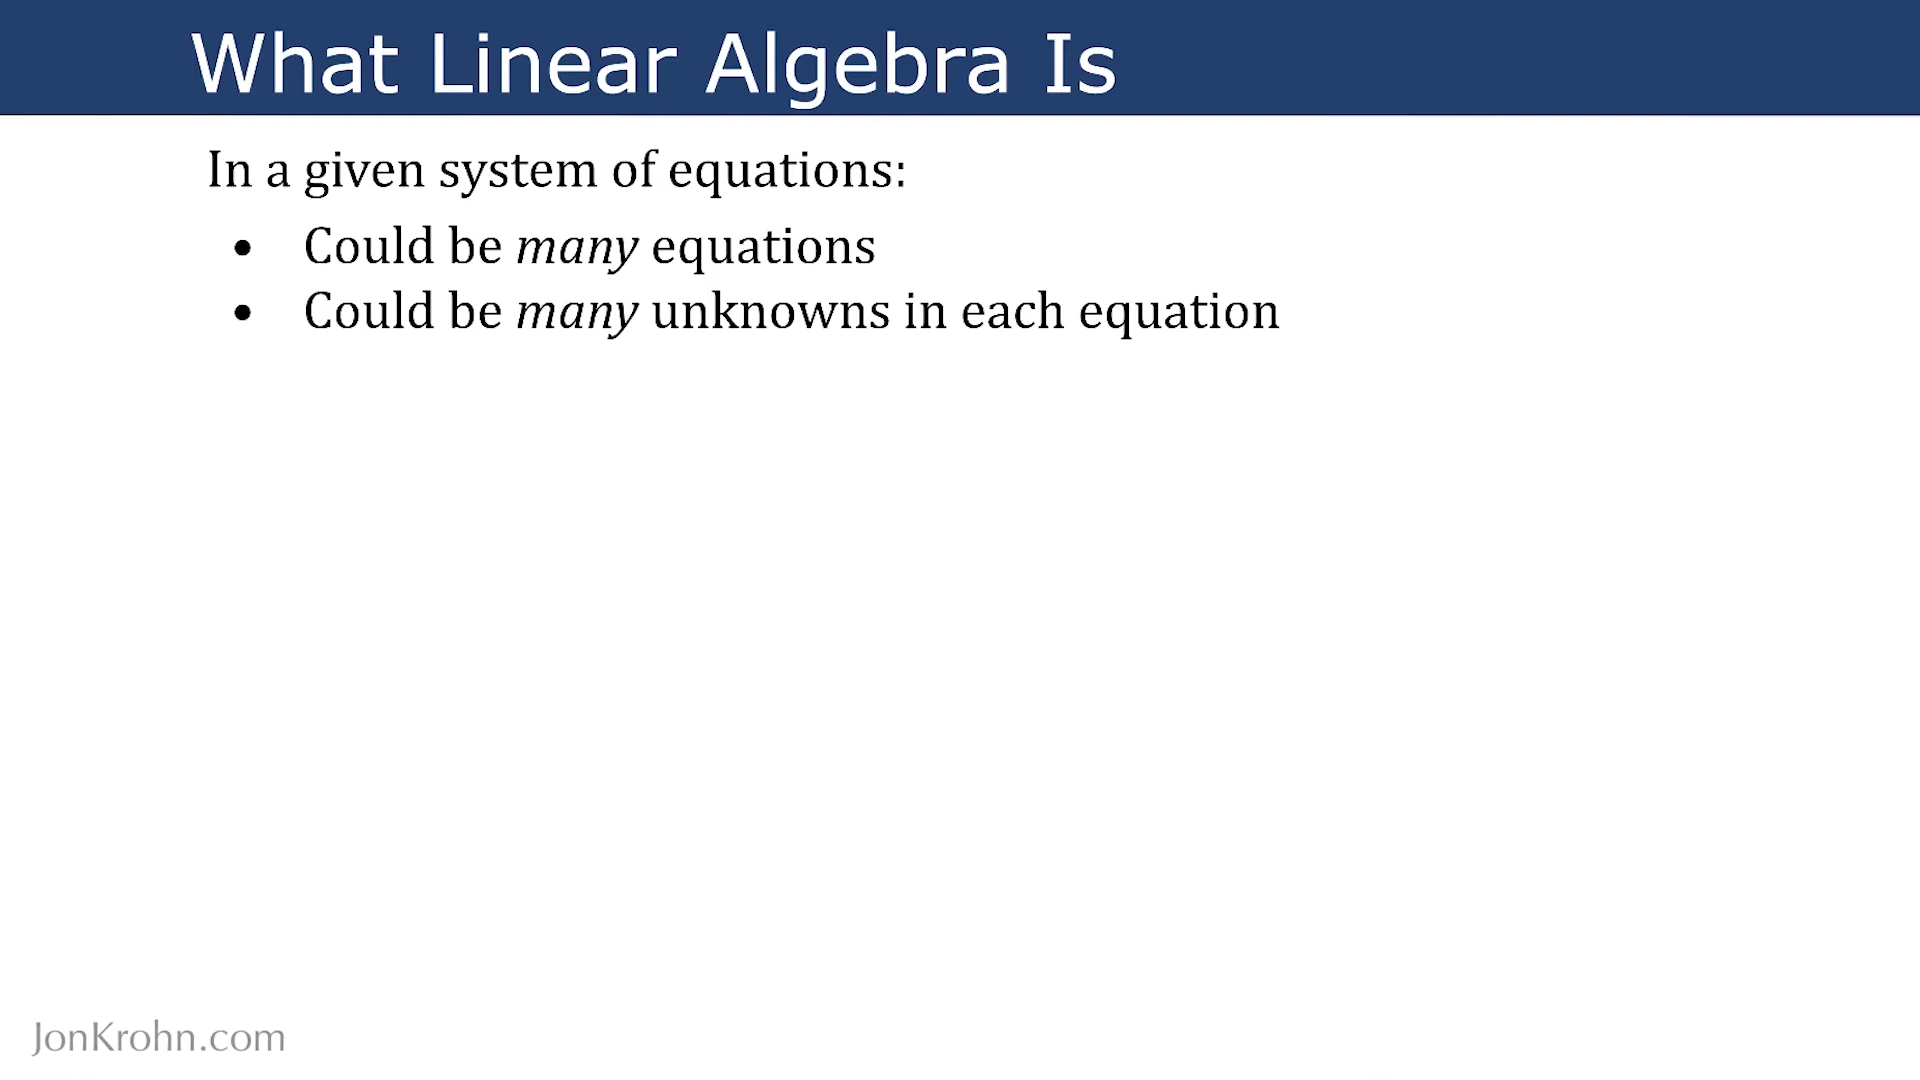 What Linear Algebra Is
In a given system of equations:
• Could be many equations
• Could be many unknowns in each equation
JonKrohn.com